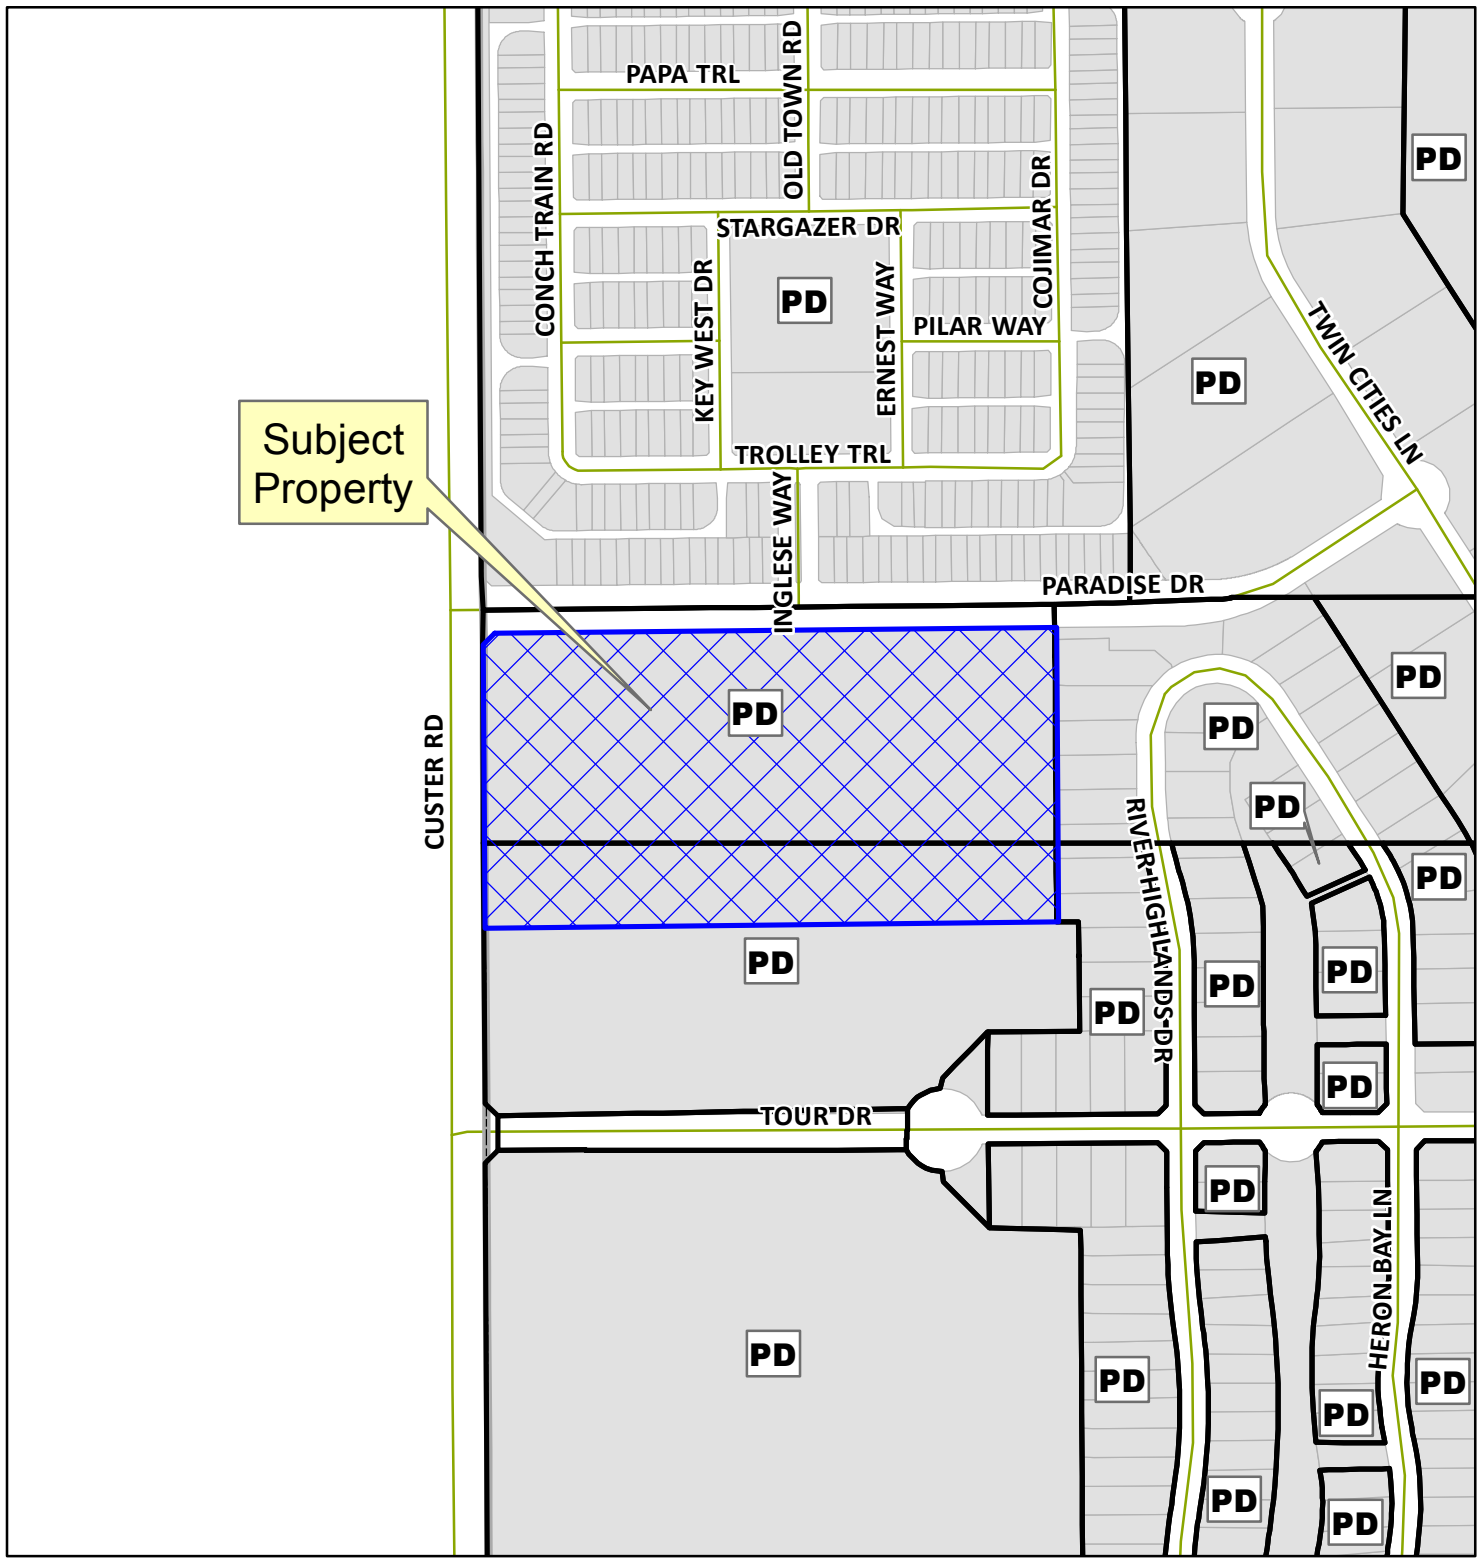 PAPA TRL
OLD TOWN RD
CONCH TRAIN RD
COJIMAR DR
PD
STARGAZER DR
KEY WEST DR
PD
ERNEST WAY
PILAR WAY
TWIN CITIES LN
PD
Subject
Property
TROLLEY TRL
INGLESE WAY
PARADISE DR
PD
PD
PD
CUSTER RD
PD
RIVER HIGHLANDS DR
PD
PD
PD
PD
PD
PD
TOUR DR
PD
HERON BAY LN
PD
PD
PD
PD
PD
PD